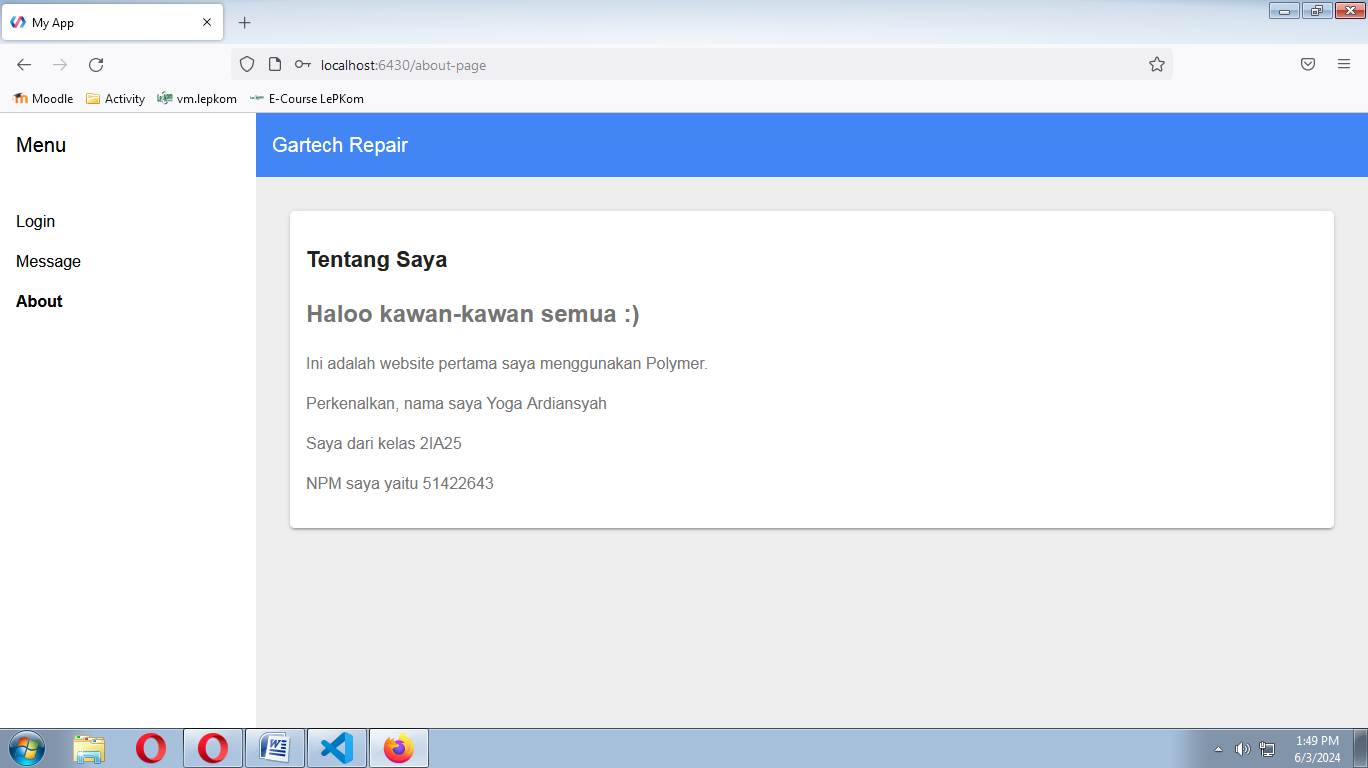 My App
localhost:6430/about-page
Moodle Activity vm.lepkom E-Course LePKom
Menu
Gartech Repair
Login
Message
About
Tentang Saya
Haloo kawan-kawan semua :)
Ini adalah website pertama saya menggunakan Polymer.
Perkenalkan, nama saya Yoga Ardiansyah
Saya dari kelas 2IA25
NPM saya yaitu 51422643
1:49 PM
6/3/2024